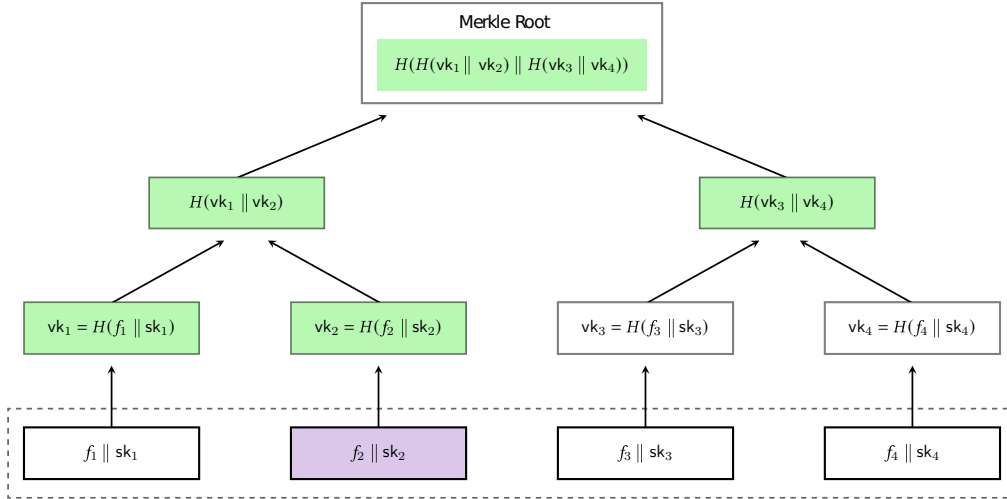 Merkle Root
H(H(vk₁ ∥ vk₂) ∥ H(vk₃ ∥ vk₄))
H(vk₁ ∥ vk₂)
H(vk₃ ∥ vk₄)
vk₁ = H(f₁ ∥ sk₁)
vk₂ = H(f₂ ∥ sk₂)
vk₃ = H(f₃ ∥ sk₃)
vk₄ = H(f₄ ∥ sk₄)
f₁ ∥ sk₁
f₂ ∥ sk₂
f₃ ∥ sk₃
f₄ ∥ sk₄